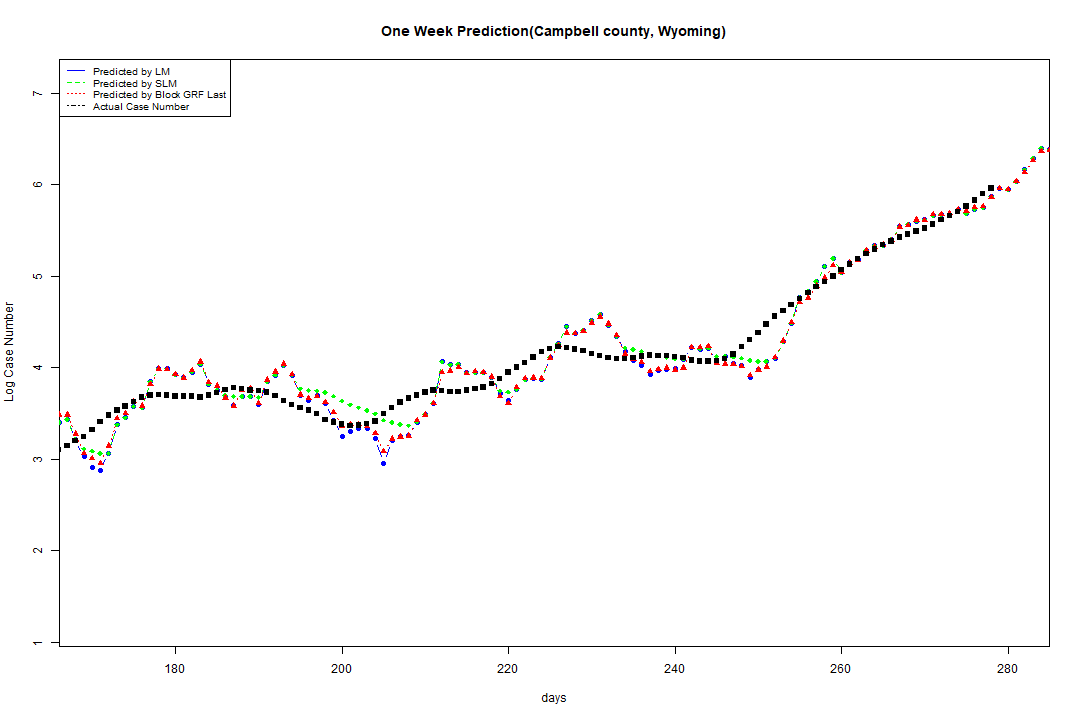 One Week Prediction(Campbell county, Wyoming)
Predicted by LM
Predicted by SLM
Predicted by Block GRF Last
Actual Case Number
7
6
5
4
3
2
1
Log Case Number
180 200 220 240 260 280
days